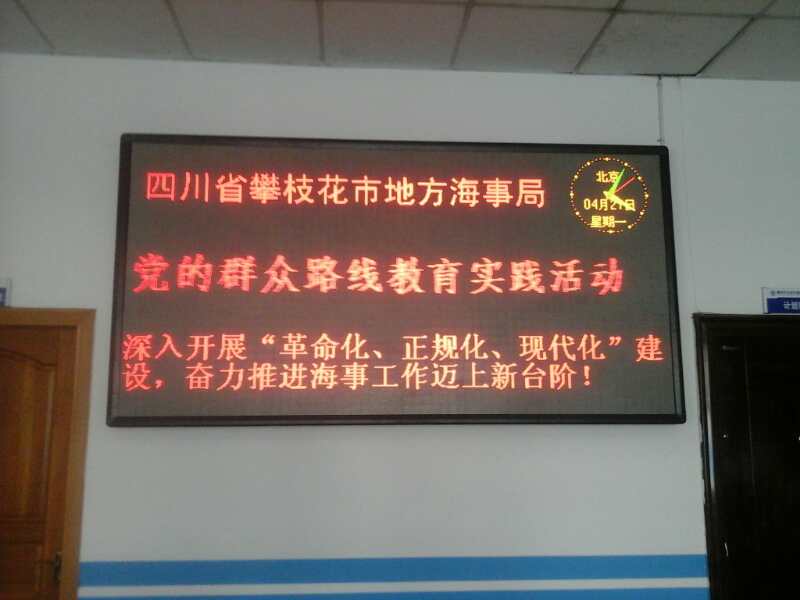 四川省攀枝花市地方海事局
北京
04月21日
星期一
党的群众路线教育实践活动
深入开展“革命化、正规化、现代化”建
设，奋力推进海事工作迈上新台阶！